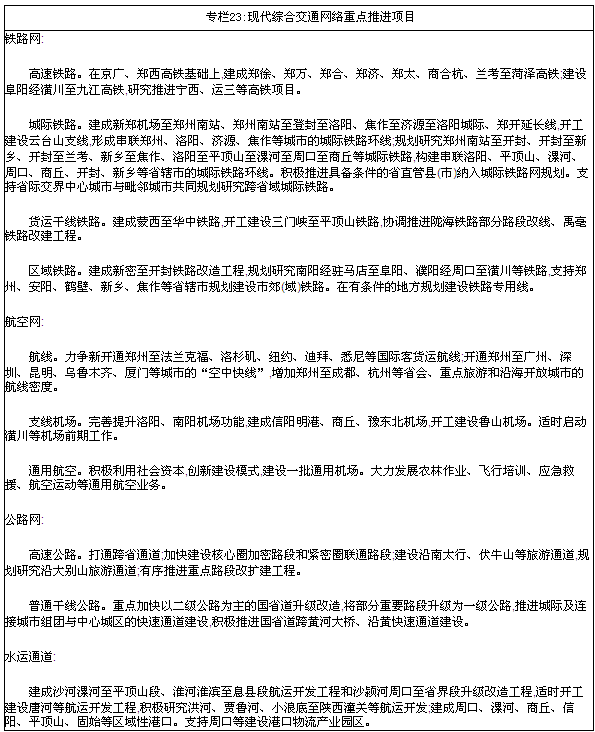 专栏23:现代综合交通网络重点推进项目
铁路网:
高速铁路。在京广、郑西高铁基础上,建成郑徐、郑万、郑合、郑济、郑太、商合杭、兰考至菏泽高铁;建设
阜阳经潢川至九江高铁,研究推进宁西、运三等高铁项目。
城际铁路。建成新郑机场至郑州南站、郑州南站至登封至洛阳、焦作至济源至洛阳城际、郑开延长线,开工
建设云台山支线,形成串联郑州、洛阳、济源、焦作等城市的城际铁路环线;规划研究郑州南站至开封、开封至新
乡、开封至兰考、新乡至焦作、洛阳至平顶山至漯河至周口至商丘等城际铁路,构建串联洛阳、平顶山、漯河、
周口、商丘、开封、新乡等省辖市的城际铁路环线。积极推进具备条件的省直管县(市)纳入城际铁路网规划。支
持省际交界中心城市与毗邻城市共同规划研究跨省域城际铁路。
货运干线铁路。建成蒙西至华中铁路,开工建设三门峡至平顶山铁路,协调推进陇海铁路部分路段改线、禹亳
铁路改建工程。
区域铁路。建成新密至开封铁路改造工程,规划研究南阳经驻马店至阜阳、濮阳经周口至潢川等铁路,支持郑
州、安阳、鹤壁、新乡、焦作等省辖市规划建设市郊(域)铁路。在有条件的地方规划建设铁路专用线。
航空网:
航线。力争新开通郑州至法兰克福、洛杉矶、纽约、迪拜、悉尼等国际客货运航线;开通郑州至广州、深
圳、昆明、乌鲁木齐、厦门等城市的“空中快线”,增加郑州至成都、杭州等省会、重点旅游和沿海开放城市的
航线密度。
支线机场。完善提升洛阳、南阳机场功能,建成信阳明港、商丘、豫东北机场,开工建设鲁山机场。适时启动
潢川等机场前期工作。
通用航空。积极利用社会资本,创新建设模式,建设一批通用机场。大力发展农林作业、飞行培训、应急救
援、航空运动等通用航空业务。
公路网:
高速公路。打通跨省通道;加快建设核心圈加密路段和紧密圈联通路段;建设沿南太行、伏牛山等旅游通道,规
划研究沿大别山旅游通道;有序推进重点路段改扩建工程。
普通干线公路。重点加快以二级公路为主的国省道升级改造,将部分重要路段升级为一级公路,推进城际及连
接城市组团与中心城区的快速通道建设,积极推进国省道跨黄河大桥、沿黄快速通道建设。
水运通道:
建成沙河漯河至平顶山段、淮河淮滨至息县段航运开发工程和沙颍河周口至省界段升级改造工程,适时开工
建设唐河等航运开发工程,积极研究洪河、贾鲁河、小浪底至陕西潼关等航运开发;建成周口、漯河、商丘、信
阳、平顶山、固始等区域性港口。支持周口等建设港口物流产业园区。